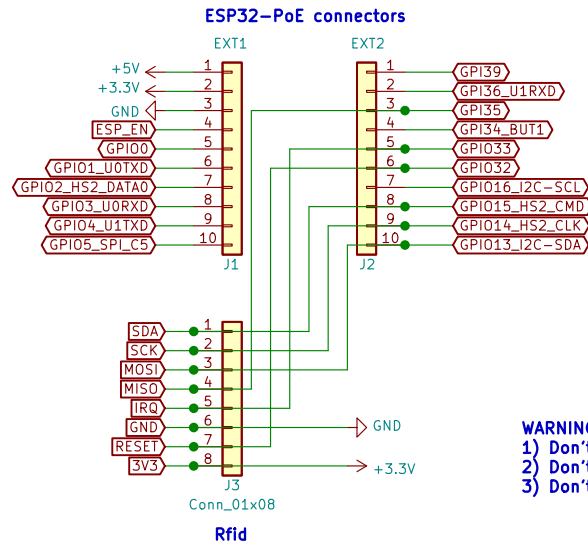 ESP32-PoE connectors
EXT1
EXT2
+5V 1
+3.3V 2
GND 3
ESP_EN 4
GPIO0 5
GPIO1_U0TXD 6
GPIO2_HS2_DATA0 7
GPIO3_U0RXD 8
GPIO4_U1TXD 9
GPIO5_SPI_C5 10
J1
1 GPI39
2 GPI36_U1RXD
3 GPI35
4 GPI34_BUT1
5 GPIO33
6 GPIO32
7 GPIO16_I2C-SCL
8 GPIO15_HS2_CMD
9 GPIO14_HS2_CLK
10 GPIO13_I2C-SDA
J2
SDA 1
SCK 2
MOSI 3
MISO 4
IRQ 5
GND 6
RESET 7
3V3 8
GND
+3.3V
J3
Conn_01x08
Rfid
WARNING
1) Don't
2) Don't
3) Don't